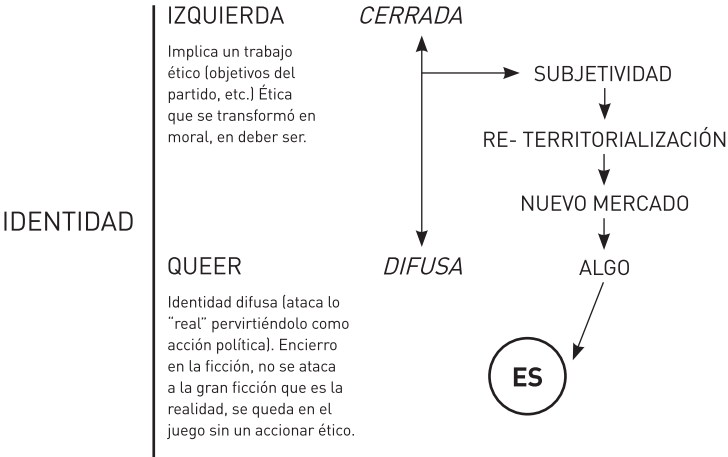 IZQUIERDA
CERRADA
Implica un trabajo
ético (objetivos del
partido, etc.) Ética
que se transformó en
moral, en deber ser.
SUBJETIVIDAD
RE- TERRITORIALIZACIÓN
NUEVO MERCADO
IDENTIDAD
QUEER
DIFUSA
ALGO
Identidad difusa (ataca lo
"real" pervirtiéndolo como
acción política). Encierro
en la ficción, no se ataca
a la gran ficción que es la
realidad, se queda en el
juego sin un accionar ético.
ES